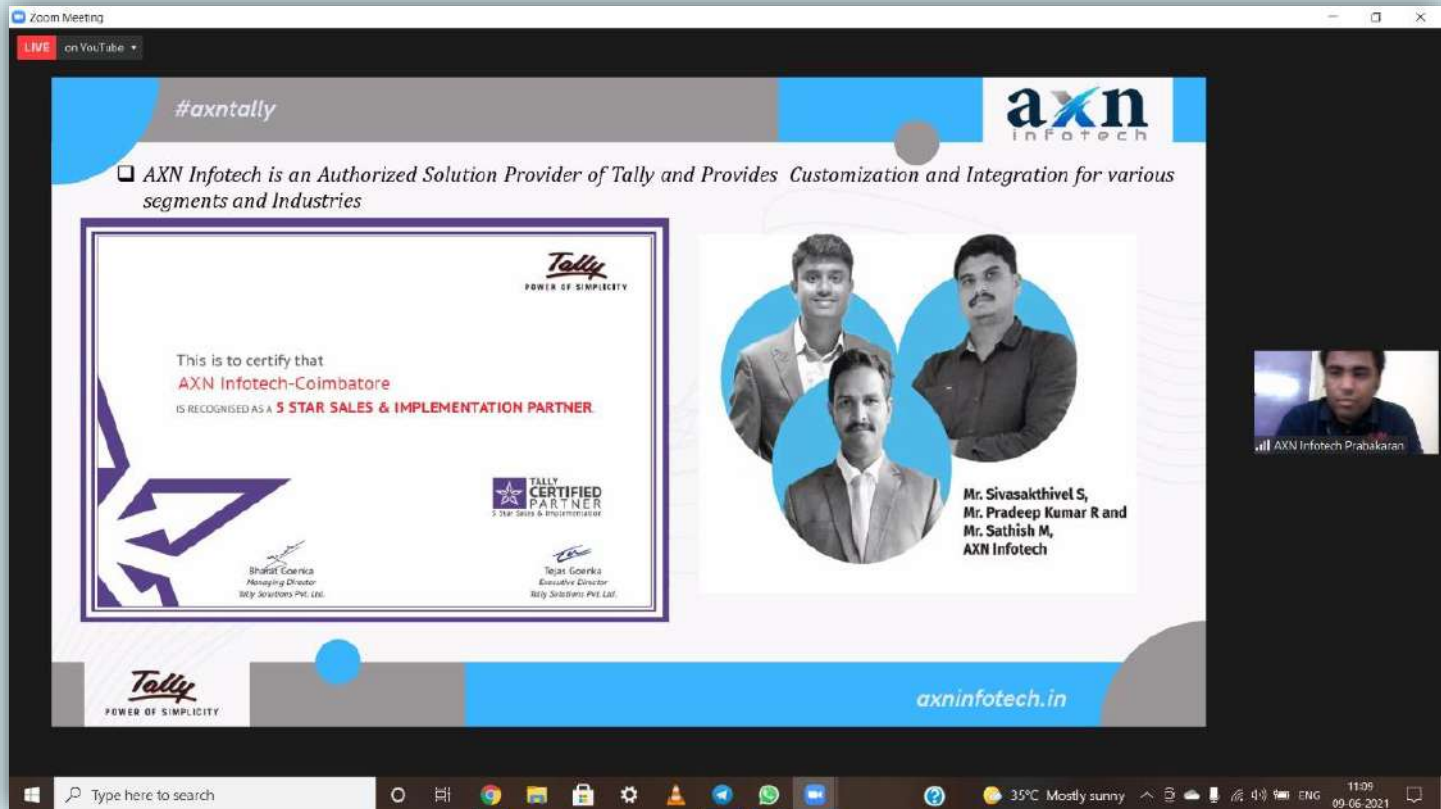 Zoom Meeting
LIVE on YouTube
#axntally
axn
infotech
AXN Infotech is an Authorized Solution Provider of Tally and Provides Customization and Integration for various
segments and Industries
Tally
POWER OF SIMPLICITY
This is to certify that
AXN Infotech-Coimbatore
IS RECOGNISED AS A 5 STAR SALES & IMPLEMENTATION PARTNER
TALLY
CERTIFIED
PARTNER
5 Star Sales & Implementation
Bharat Goenka
Managing Director
Tally Solutions Pvt. Ltd.
Tejas Goenka
Executive Director
Tally Solutions Pvt. Ltd.
Mr. Sivasakthivel S,
Mr. Pradeep Kumar R and
Mr. Sathish M,
AXN Infotech
AXN Infotech Prabakaran
Tally
POWER OF SIMPLICITY
axninfotech.in
Type here to search
35°C Mostly sunny
ENG
11:09
09-06-2021